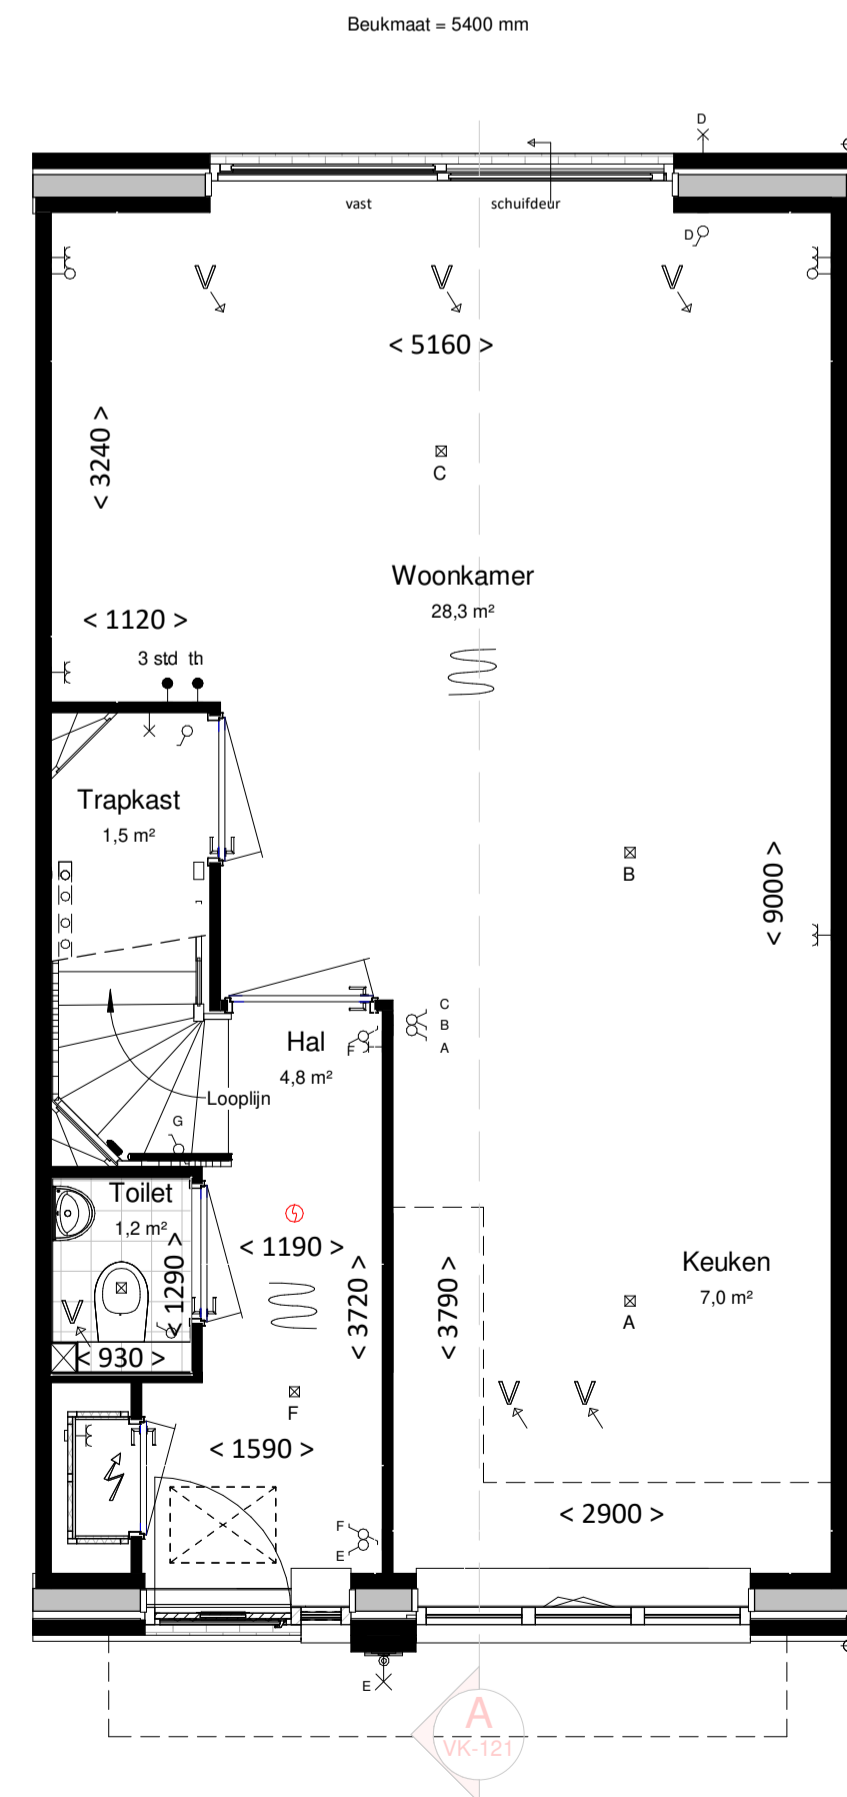 Beukmaat = 5400 mm
D
vast
schuifdeur
D
V
V
V
< 5160 >
< 3240 >
C
Woonkamer
28,3 m²
< 1120 >
3 std th
Trapkast
1,5 m²
B
< 9000 >
C
B
A
Hal
F
4,8 m²
Looplijn
G
Toilet
1,2 m²
< 1190 >
< 1290 >
< 3720 >
< 3790 >
Keuken
7,0 m²
A
V
< 930 >
V
V
F
< 1590 >
< 2900 >
F
E
E
A
VK-121